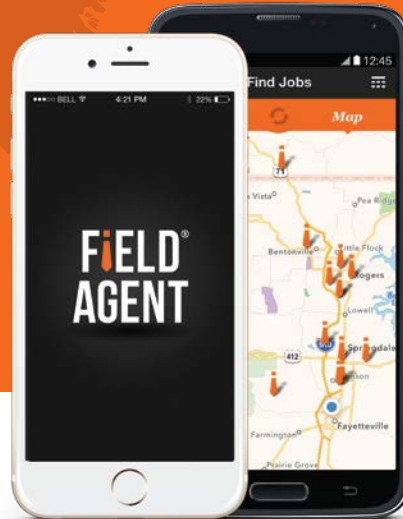 BELL
4:21 PM
22%
FiELD®
AGENT
12:45
Find Jobs
Map
71
Vista
Pea Ridge
Bentonville
Little Flock
Rogers
Lowell
412
Springdale
Fayetteville
Farmington
Prairie Grove